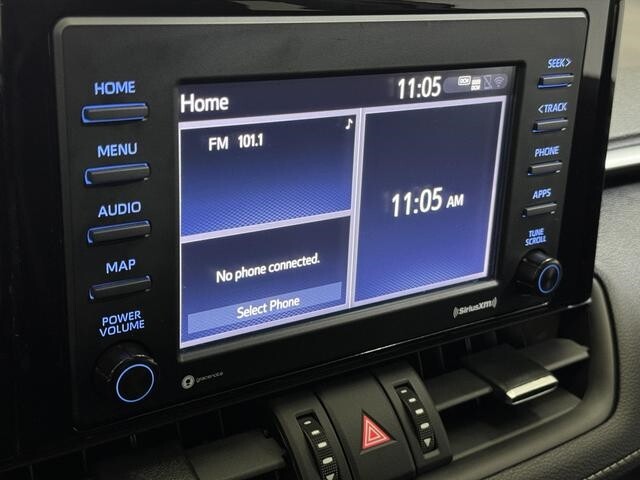 HOME
MENU
AUDIO
MAP
POWER
VOLUME
Home
11:05
DCM
FM 101.1
11:05 AM
No phone connected.
Select Phone
SEEK>
<TRACK
PHONE
APPS
TUNE
SCROLL
SiriusXM
gracenote